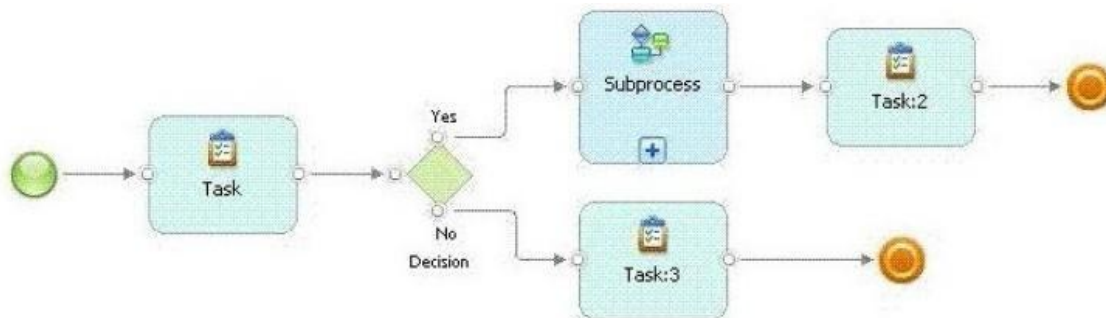 Task
Yes
No
Decision
Subprocess
Task:2
Task:3